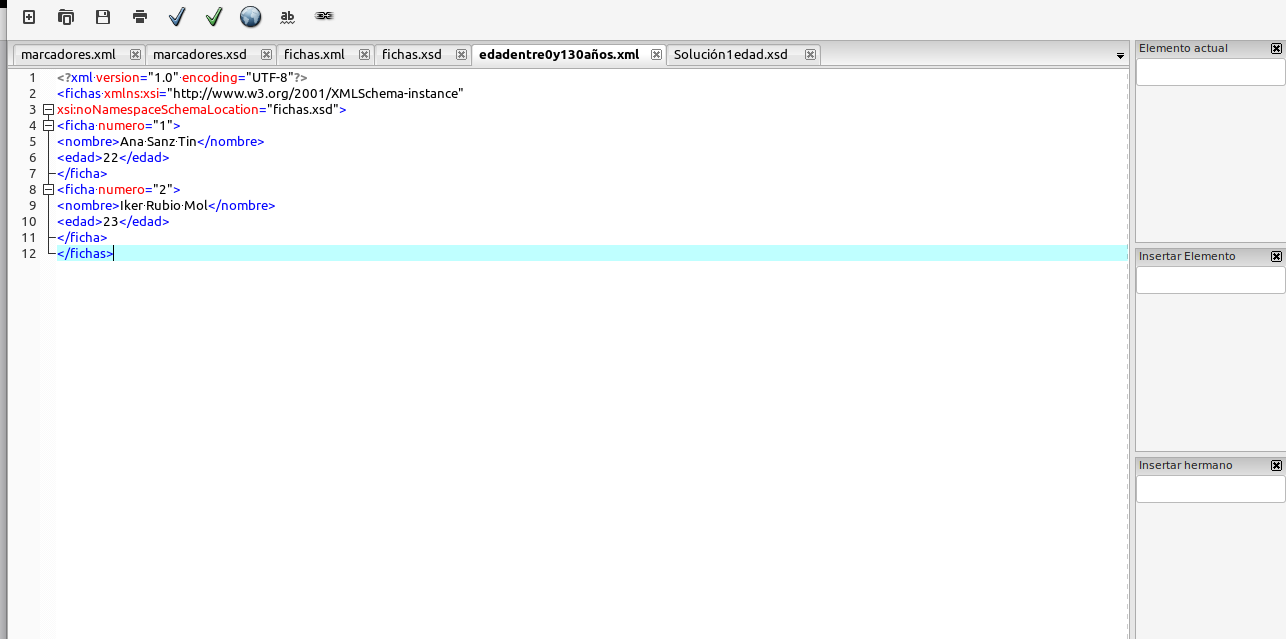 ab
marcadores.xml marcadores.xsd fichas.xml fichas.xsd edadentre0y130años.xml Solución1edad.xsd
Elemento actual
1 <?xml version="1.0" encoding="UTF-8"?>
2 <fichas xmlns:xsi="http://www.w3.org/2001/XMLSchema-instance"
3 xsi:noNamespaceSchemaLocation="fichas.xsd">
4 <ficha numero="1">
5 <nombre>Ana Sanz Tin</nombre>
6 <edad>22</edad>
7 </ficha>
8 <ficha numero="2">
9 <nombre>Iker Rubio Mol</nombre>
10 <edad>23</edad>
11 </ficha>
12 </fichas>
Insertar Elemento
Insertar hermano